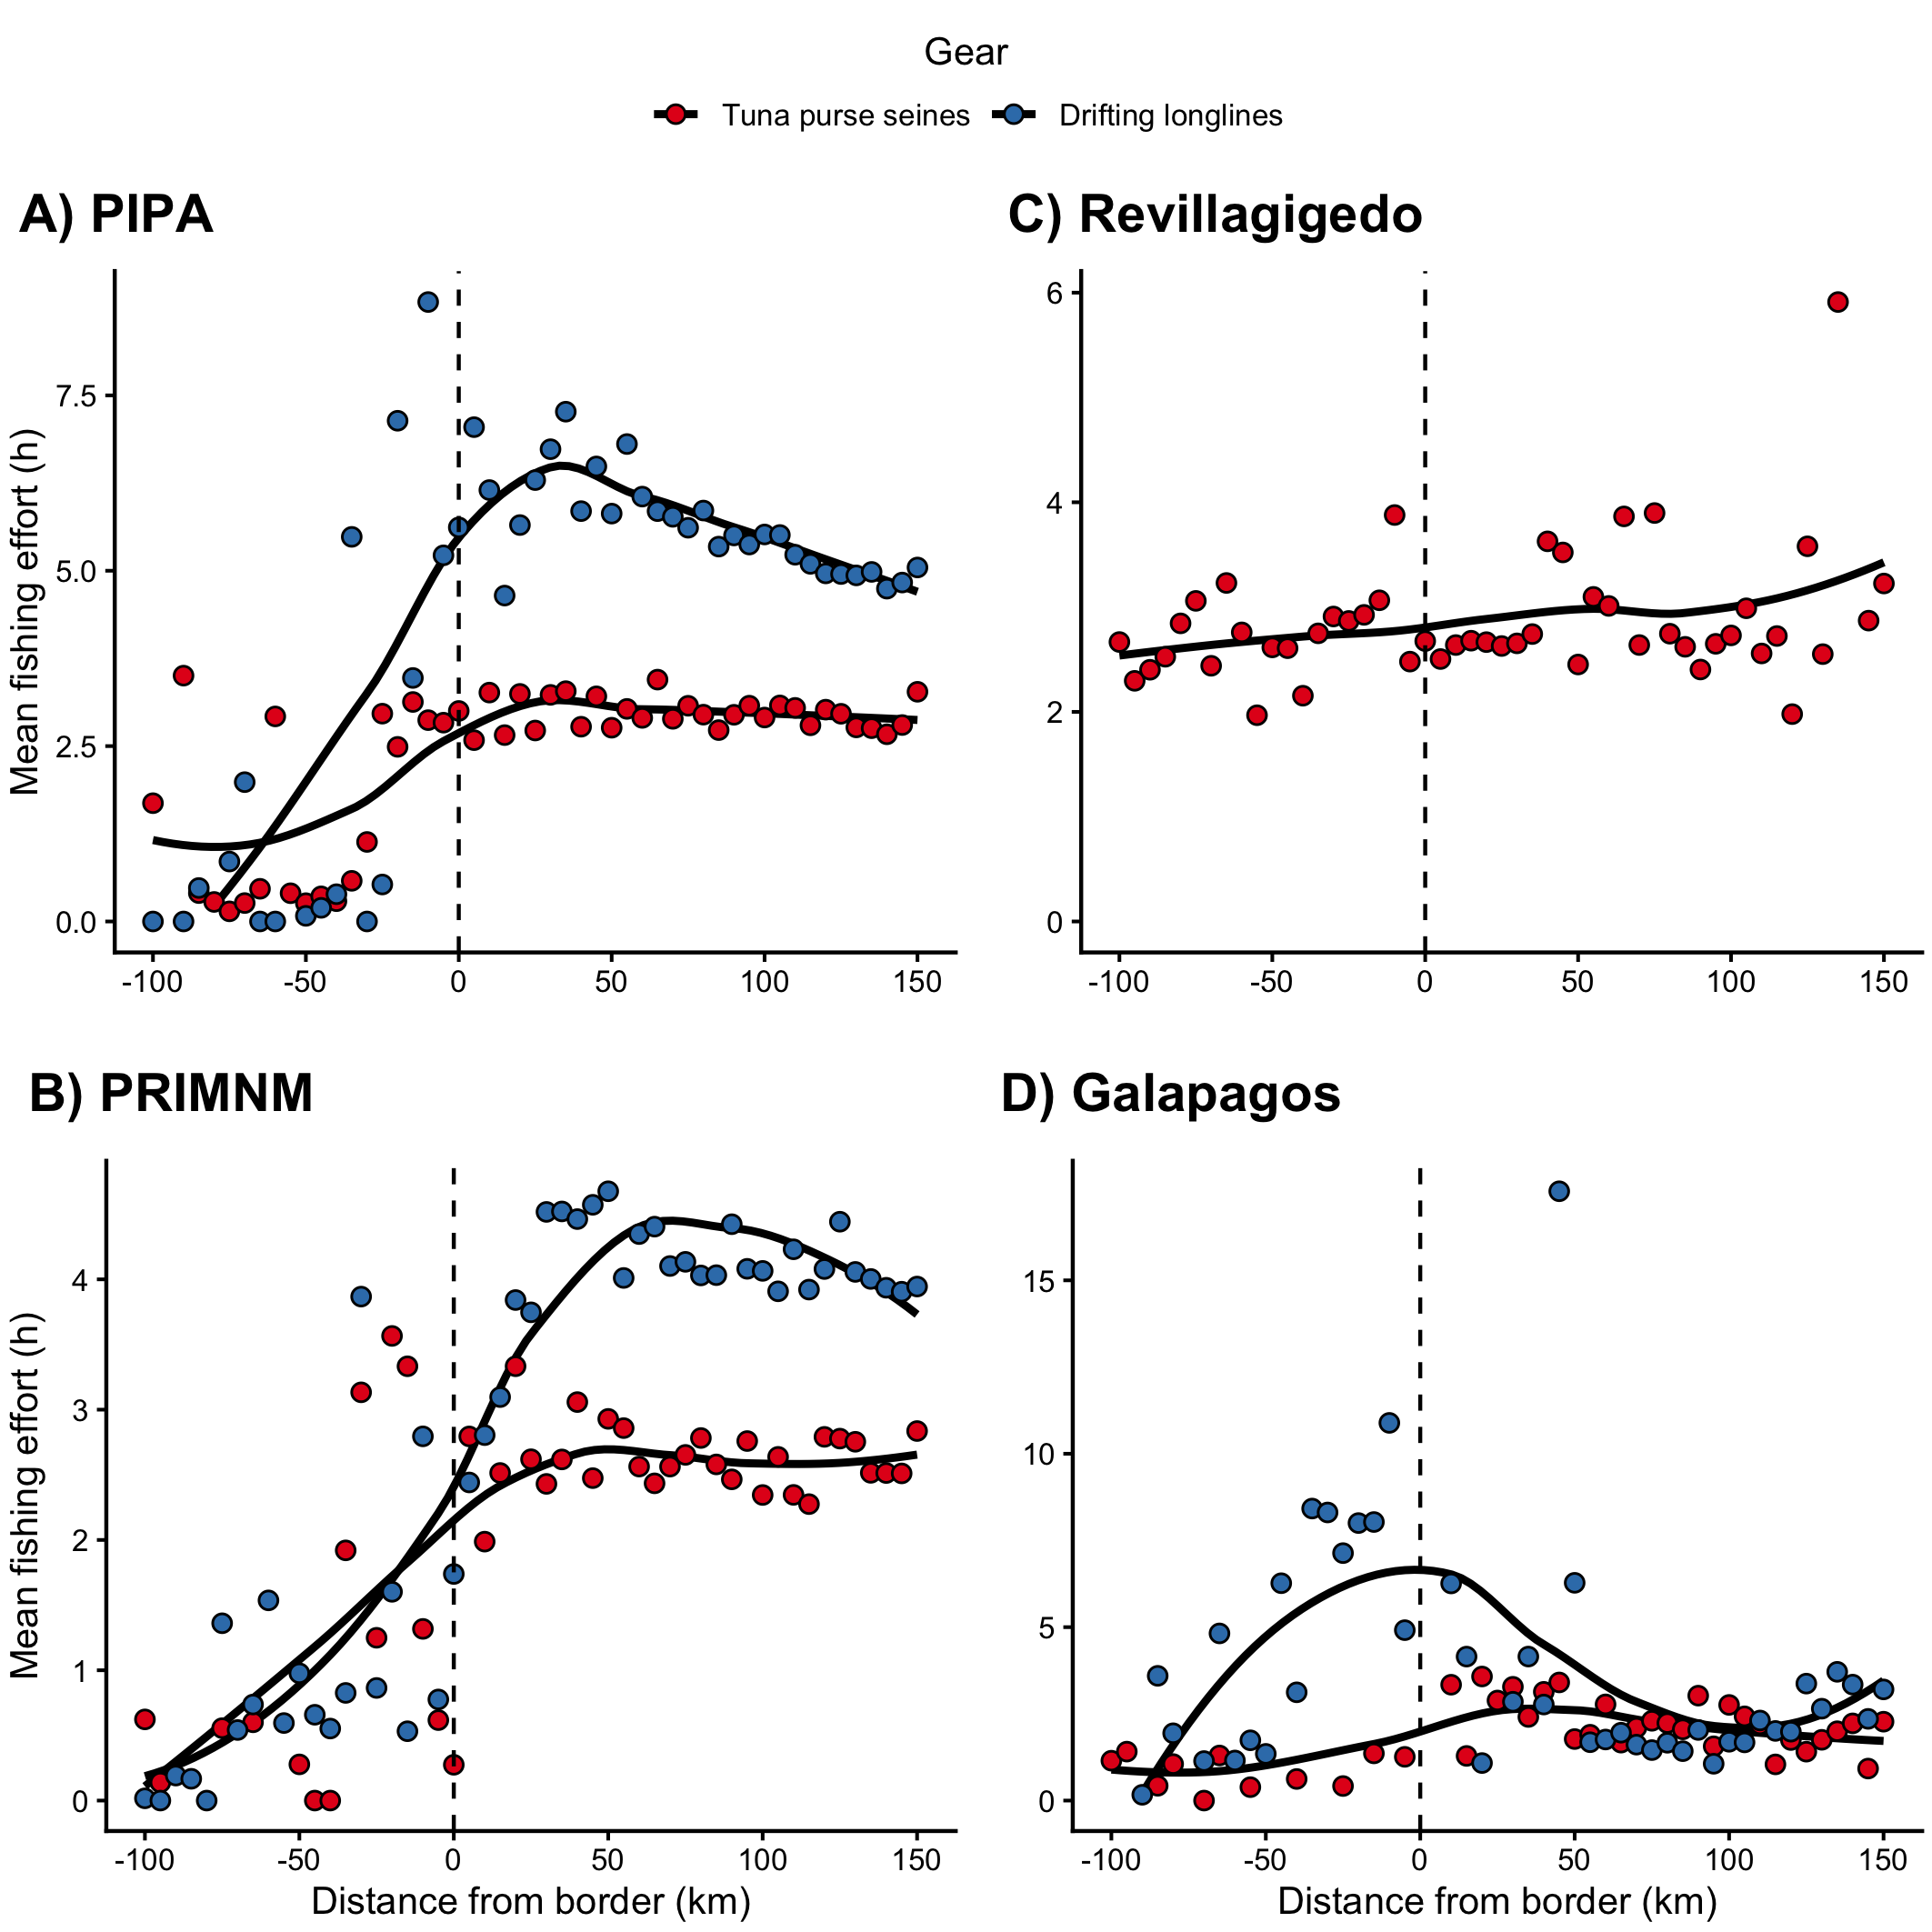 Gear
Tuna purse seines Drifting longlines
A) PIPA
Mean fishing effort (h)
7.5
5.0
2.5
0.0
-100 -50 0 50 100 150
C) Revillagigedo
6
4
2
0
-100 -50 0 50 100 150
B) PRIMNM
Mean fishing effort (h)
4
3
2
1
0
-100 -50 0 50 100 150
Distance from border (km)
D) Galapagos
15
10
5
0
-100 -50 0 50 100 150
Distance from border (km)